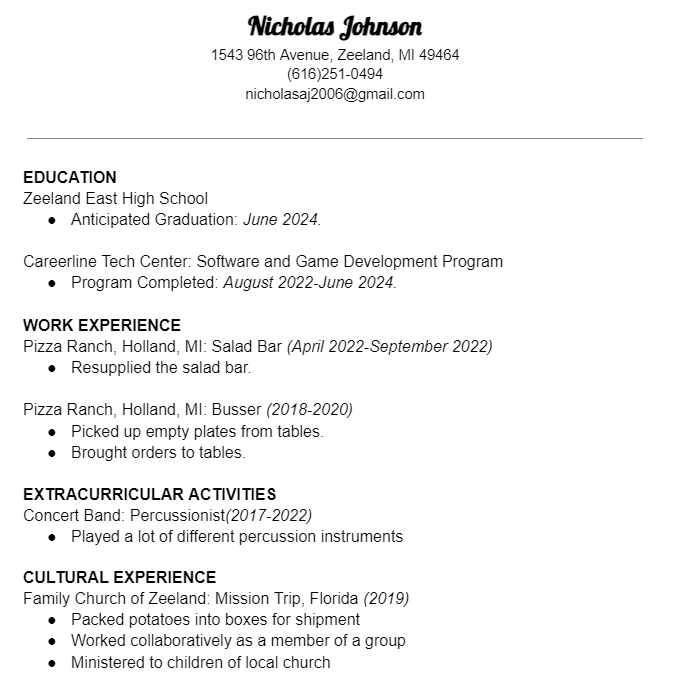 Nicholas Johnson
1543 96th Avenue, Zeeland, MI 49464
(616)251-0494
nicholasaj2006@gmail.com
EDUCATION
Zeeland East High School
● Anticipated Graduation: June 2024.
Careerline Tech Center: Software and Game Development Program
● Program Completed: August 2022-June 2024.
WORK EXPERIENCE
Pizza Ranch, Holland, MI: Salad Bar (April 2022-September 2022)
● Resupplied the salad bar.
Pizza Ranch, Holland, MI: Busser (2018-2020)
● Picked up empty plates from tables.
● Brought orders to tables.
EXTRACURRICULAR ACTIVITIES
Concert Band: Percussionist(2017-2022)
● Played a lot of different percussion instruments
CULTURAL EXPERIENCE
Family Church of Zeeland: Mission Trip, Florida (2019)
● Packed potatoes into boxes for shipment
● Worked collaboratively as a member of a group
● Ministered to children of local church